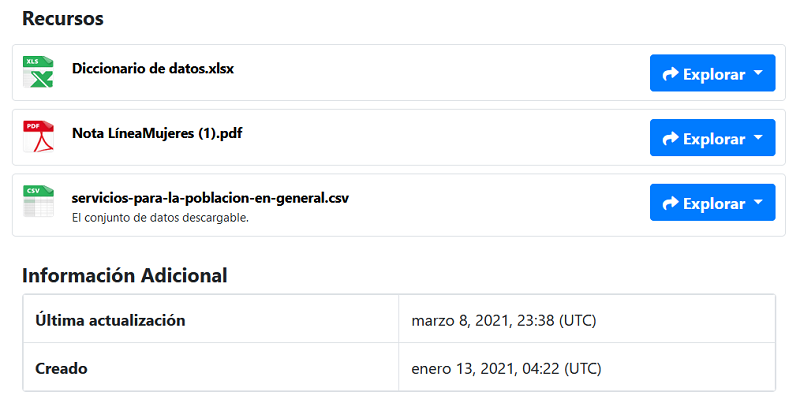 Recursos
XLS
Diccionario de datos.xlsx
Explorar
PDF
Nota LíneaMujeres (1).pdf
Explorar
CSV
servicios-para-la-poblacion-en-general.csv
El conjunto de datos descargable.
Explorar
Información Adicional
Última actualización marzo 8, 2021, 23:38 (UTC)
Creado enero 13, 2021, 04:22 (UTC)